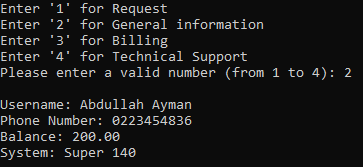 Enter '1' for Request
Enter '2' for General information
Enter '3' for Billing
Enter '4' for Technical Support
Please enter a valid number (from 1 to 4): 2
Username: Abdullah Ayman
Phone Number: 0223454836
Balance: 200.00
System: Super 140